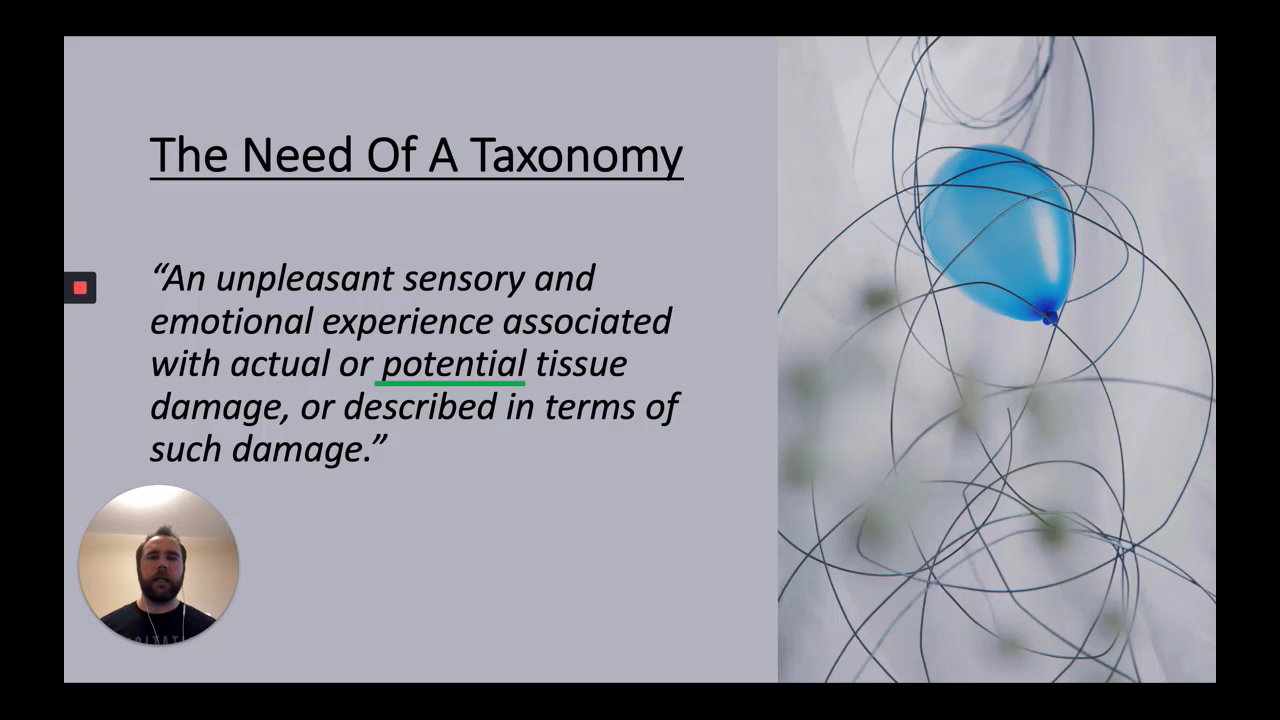 The Need Of A Taxonomy
“An unpleasant sensory and
emotional experience associated
with actual or potential tissue
damage, or described in terms of
such damage.”